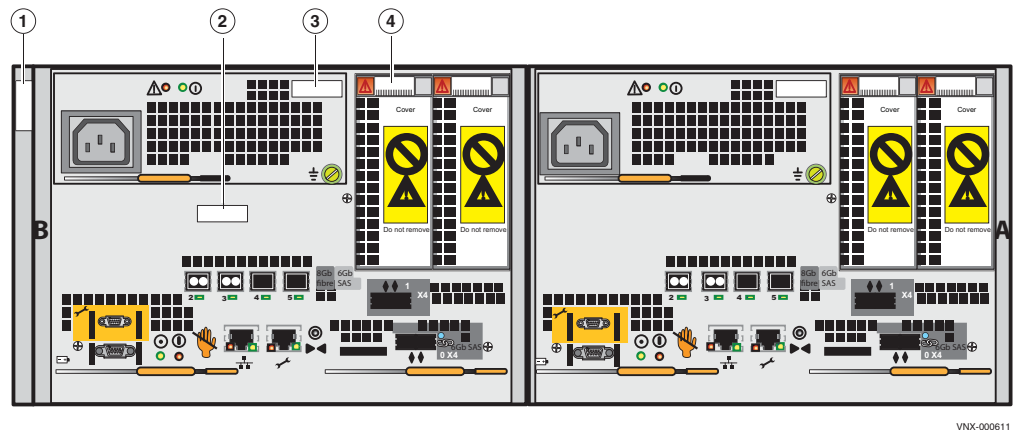 1 2 3 4
Cover Cover Cover Cover
Do not remove Do not remove Do not remove Do not remove
B A
8Gb fibre 6Gb SAS 8Gb fibre 6Gb SAS
2 3 4 5 2 3 4 5
1 X4 1 X4
6Gb SAS 6Gb SAS
0 X4 0 X4
VNX-000611